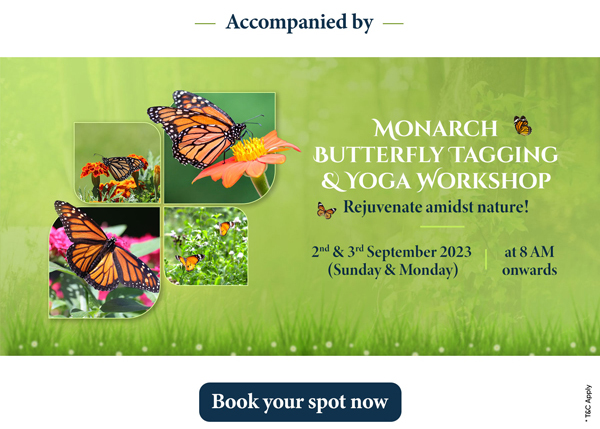 Accompanied by
MONARCH
BUTTERFLY TAGGING
& YOGA WORKSHOP
Rejuvenate amidst nature!
2nd & 3rd September 2023
(Sunday & Monday)
at 8 AM
onwards
Book your spot now
* T&C Apply